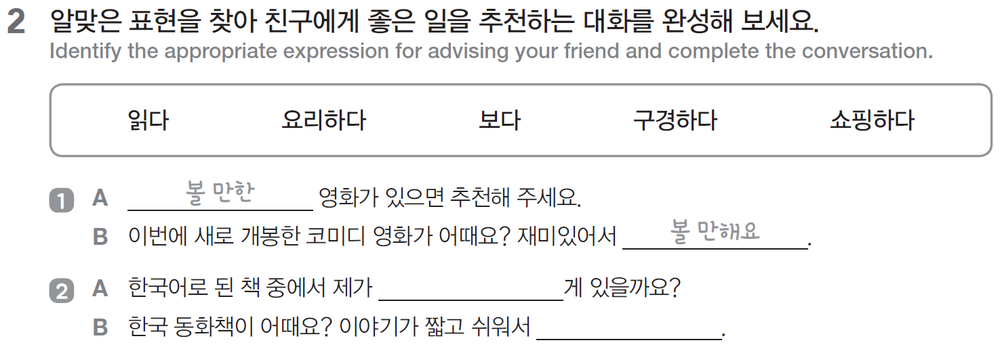 2 알맞은 표현을 찾아 친구에게 좋은 일을 추천하는 대화를 완성해 보세요.
Identify the appropriate expression for advising your friend and complete the conversation.
읽다 요리하다 보다 구경하다 쇼핑하다
1 A 볼 만한 영화가 있으면 추천해 주세요.
B 이번에 새로 개봉한 코미디 영화가 어때요? 재미있어서 볼 만해요.
2 A 한국어로 된 책 중에서 제가 ________게 있을까요?
B 한국 동화책이 어때요? 이야기가 짧고 쉬워서 ________.